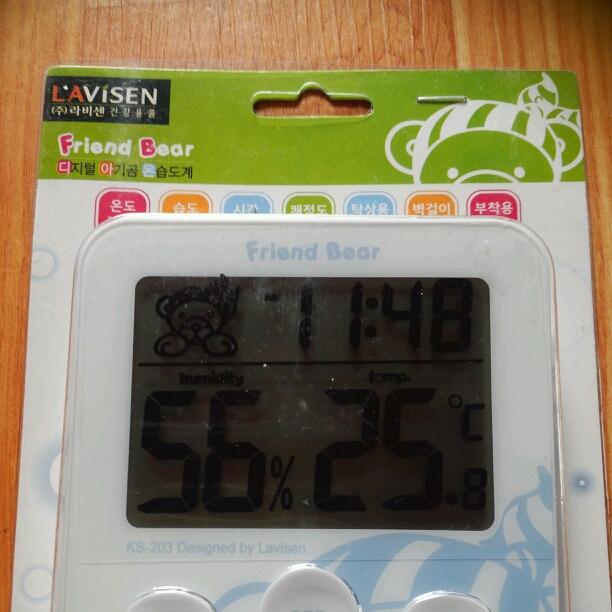 L'AVISEN
(주)라비센 건강용품
Friend Bear
디지털 아기곰 온습도계
온도 습도 시간 쾌적도 탁상용 벽걸이 부착용
Friend Bear
11:48
humidity temp.
56% 25.8°C
KS-203 Designed by Lavisen